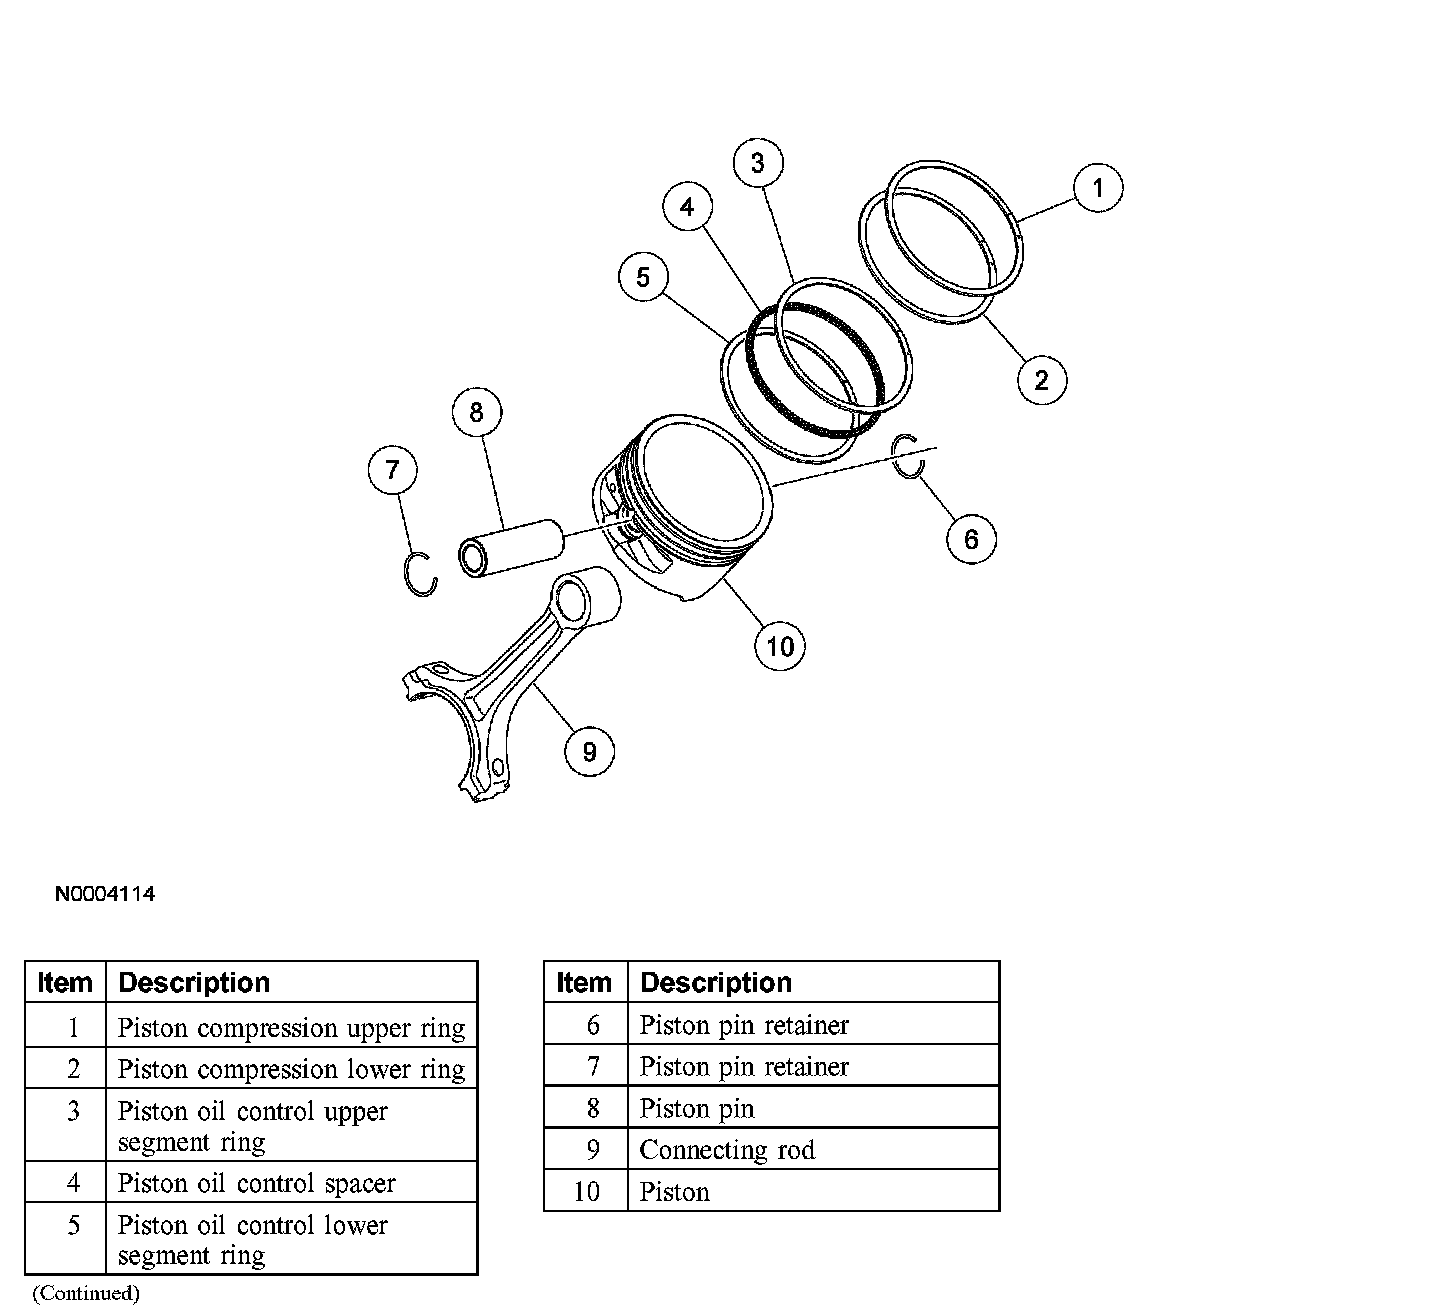 3
1
4
5
2
8
7
6
10
9
N0004114
Item Description
1 Piston compression upper ring
2 Piston compression lower ring
3 Piston oil control upper
segment ring
4 Piston oil control spacer
5 Piston oil control lower
segment ring
(Continued)
Item Description
6 Piston pin retainer
7 Piston pin retainer
8 Piston pin
9 Connecting rod
10 Piston